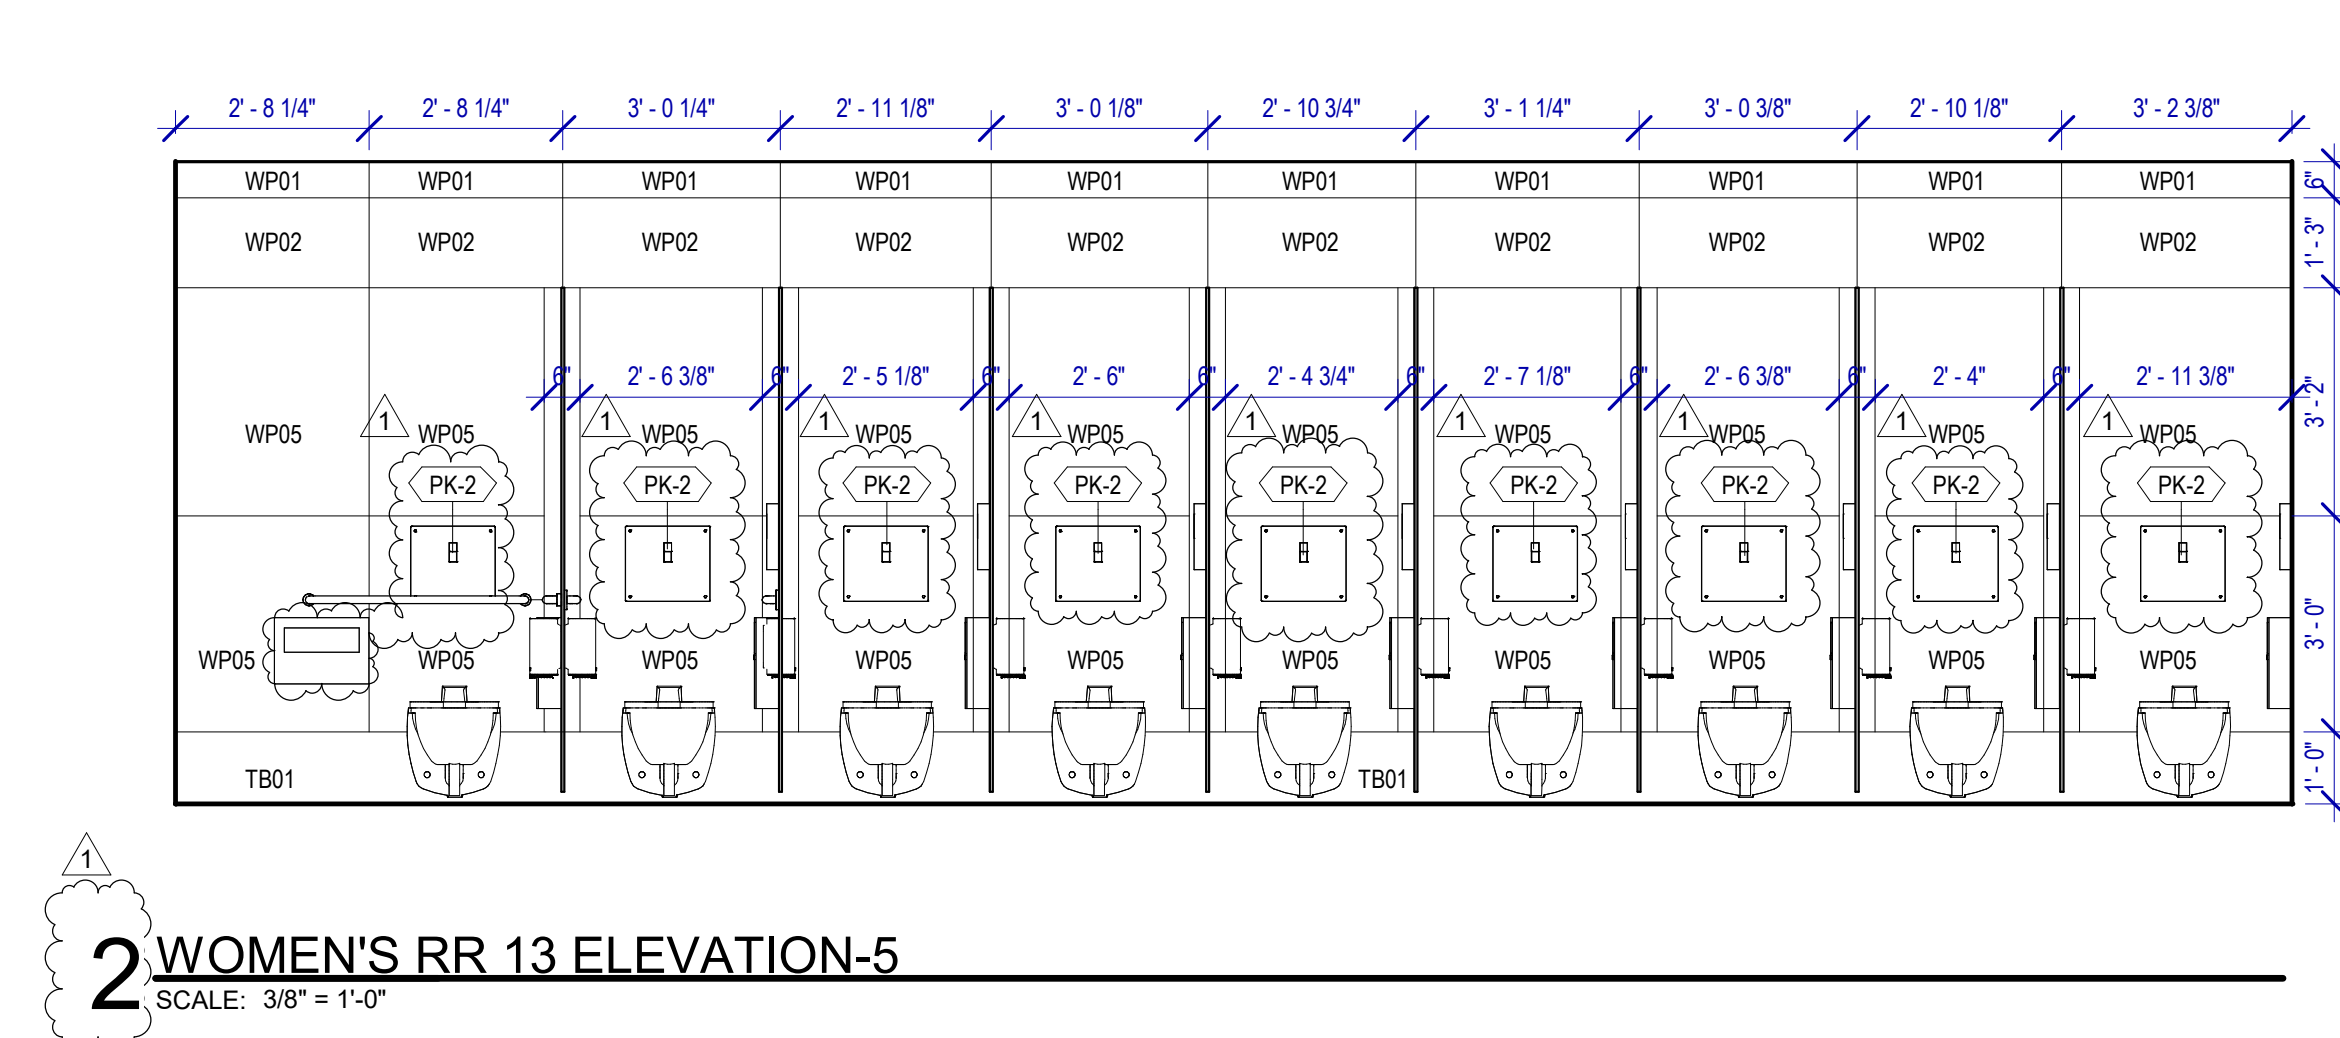 2' - 8 1/4" 2' - 8 1/4" 3' - 0 1/4" 2' - 11 1/8" 3' - 0 1/8" 2' - 10 3/4" 3' - 1 1/4" 3' - 0 3/8" 2' - 10 1/8" 3' - 2 3/8"
WP01 WP01 WP01 WP01 WP01 WP01 WP01 WP01 WP01 WP01 6"
WP02 WP02 WP02 WP02 WP02 WP02 WP02 WP02 WP02 WP02 1' - 3"
6" 2' - 6 3/8" 6" 2' - 5 1/8" 6" 2' - 6" 6" 2' - 4 3/4" 6" 2' - 7 1/8" 6" 2' - 6 3/8" 6" 2' - 4" 6" 2' - 11 3/8" 3' - 2"
1 1 1 1 1 1 1 1 1
WP05 WP05 WP05 WP05 WP05 WP05 WP05 WP05 WP05 WP05
PK-2 PK-2 PK-2 PK-2 PK-2 PK-2 PK-2 PK-2 PK-2
3' - 0"
WP05 WP05 WP05 WP05 WP05 WP05 WP05 WP05 WP05 WP05
TB01 TB01 1' - 0"
1
2 WOMEN'S RR 13 ELEVATION-5
SCALE: 3/8" = 1'-0"